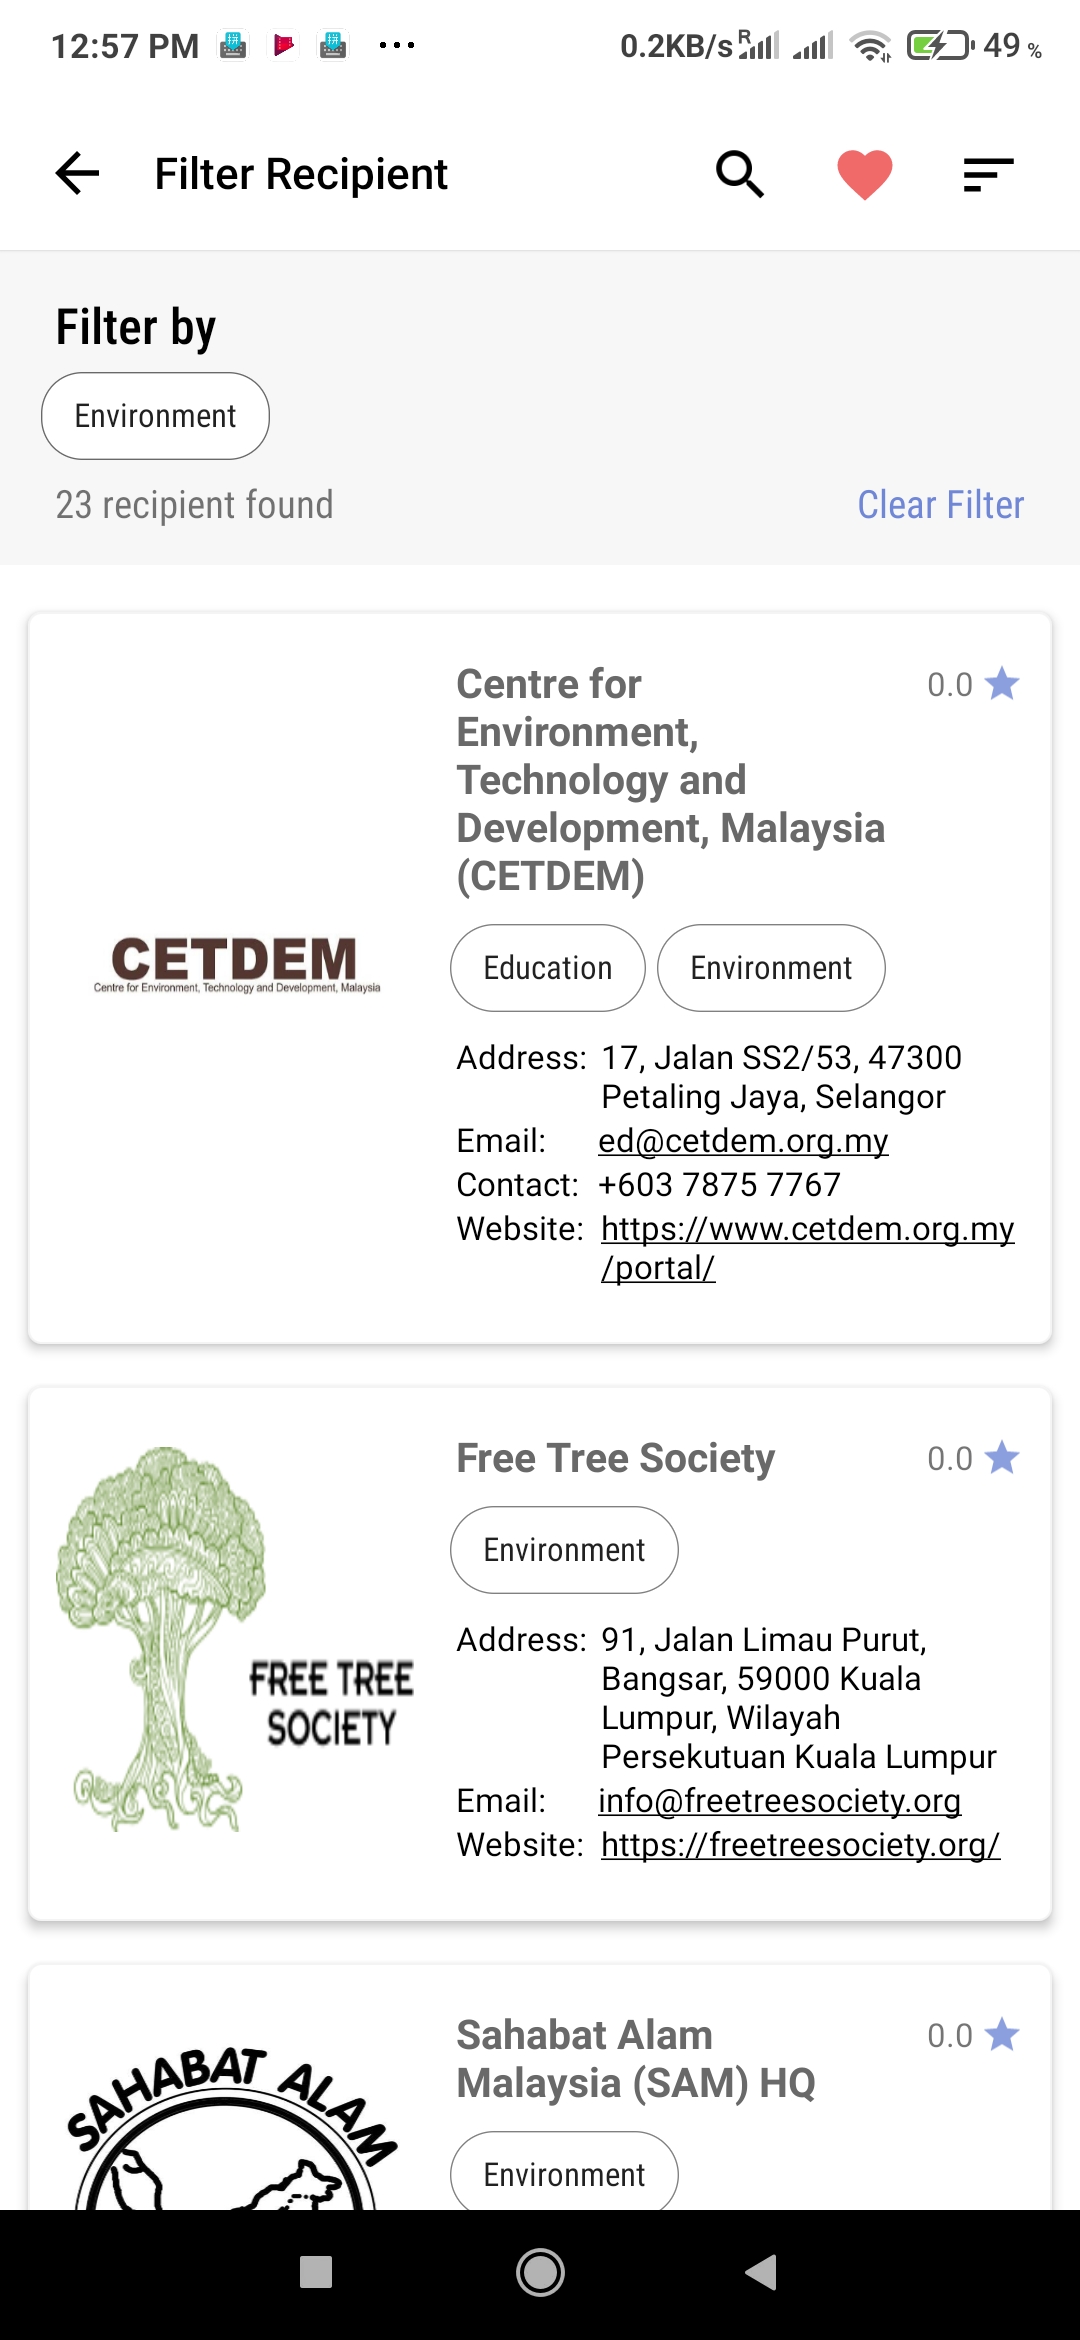 12:57 PM
0.2KB/s
R
49 %
Filter Recipient
Filter by
Environment
23 recipient found
Clear Filter
Centre for
Environment,
Technology and
Development, Malaysia
(CETDEM)
0.0
CETDEM
Centre for Environment, Technology and Development, Malaysia
Education
Environment
Address: 17, Jalan SS2/53, 47300
Petaling Jaya, Selangor
Email: ed@cetdem.org.my
Contact: +603 7875 7767
Website: https://www.cetdem.org.my
/portal/
Free Tree Society
0.0
FREE TREE
SOCIETY
Environment
Address: 91, Jalan Limau Purut,
Bangsar, 59000 Kuala
Lumpur, Wilayah
Persekutuan Kuala Lumpur
Email: info@freetreesociety.org
Website: https://freetreesociety.org/
Sahabat Alam
Malaysia (SAM) HQ
0.0
SAHABAT ALAM
Environment